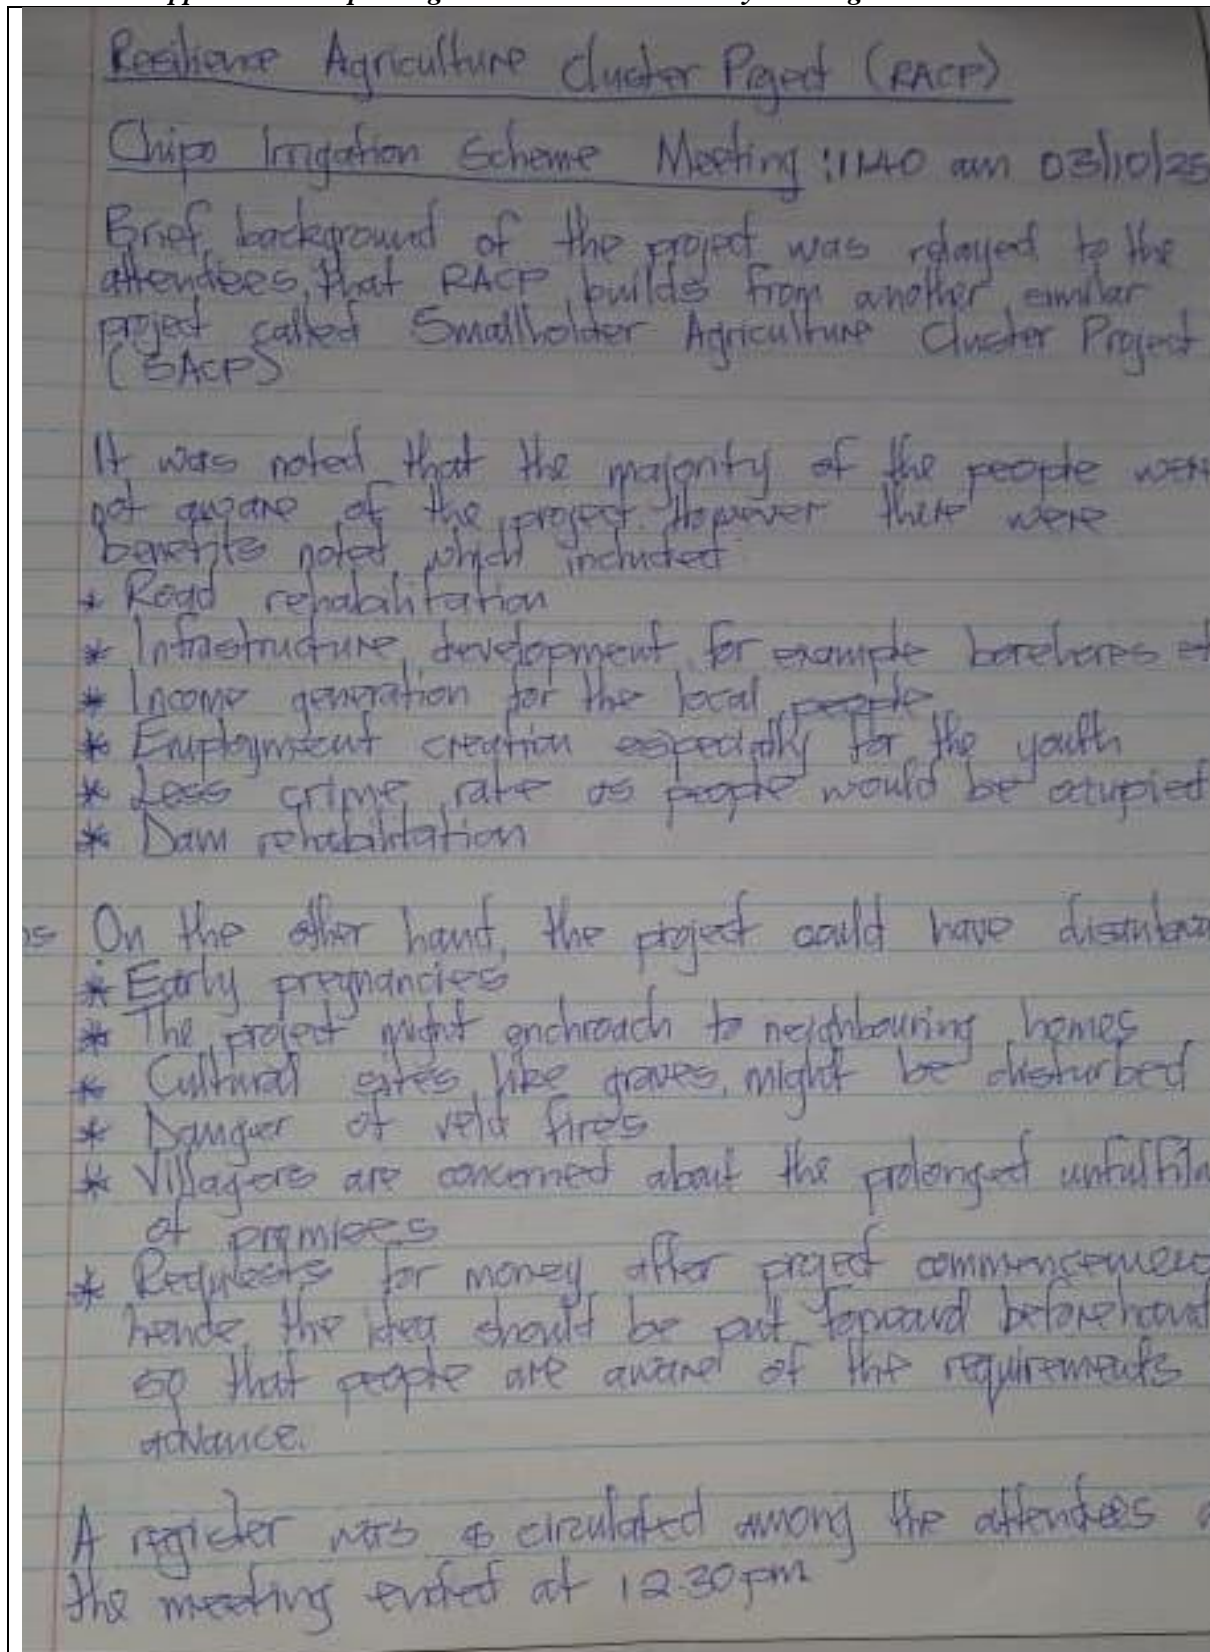 Resilience Agriculture Cluster Project (RACP)
Chipo Irrigation Scheme Meeting : 1140 am 03/10/25
Brief background of the project was relayed to the
attendees, that RACP builds from another similar
project called Smallholder Agriculture Cluster Project
(SACP)
It was noted that the majority of the people were
not aware of the project. However there were
benefits noted which included
* Road rehabilitation
* Infrastructure development for example boreholes et
* Income generation for the local people
* Employment creation especially for the youth
* Less crime rate as people would be occupied
* Dam rehabilitation
On the other hand, the project could have
* Early pregnancies
* The project might enchroach to neighbouring homes
* Cultural sites like graves, might be disturbed
* Danger of veld fires
* Villagers are concerned about the prolonged unfulfil
of promises
* Requests for money after project commencement
hence the idea should be put forward beforehand
so that people are aware of the requirements
advance.
A register was circulated among the attendees a
the meeting ended at 12.30pm